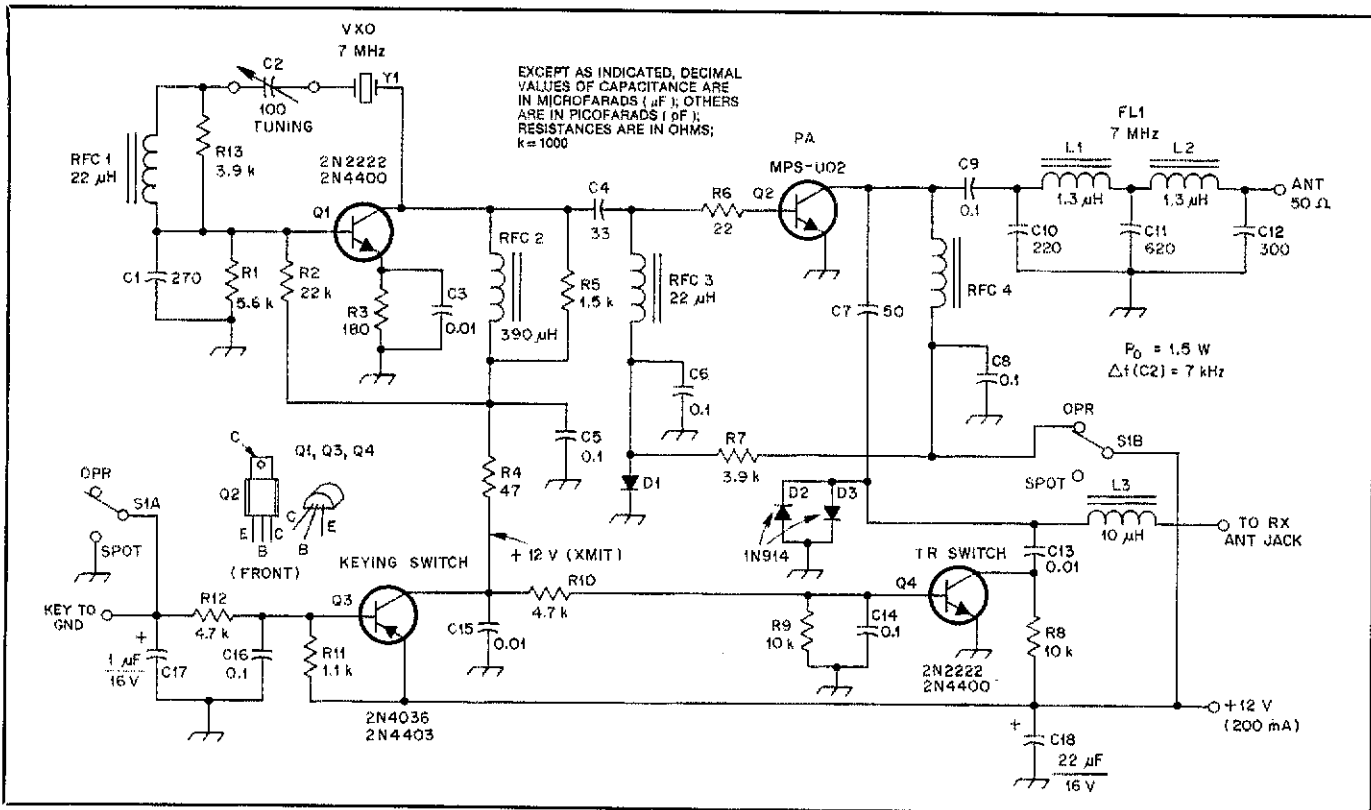 VXO
7 MHz
C2
100
TUNING
Y1
EXCEPT AS INDICATED, DECIMAL
VALUES OF CAPACITANCE ARE
IN MICROFARADS ( µF ); OTHERS
ARE IN PICOFARADS ( pF );
RESISTANCES ARE IN OHMS;
k = 1000
RFC 1
22 µH
R13
3.9 k
2N2222
2N4400
Q1
C1
270
R1
5.6 k
R2
22 k
R3
180
C3
0.01
RFC 2
390 µH
R5
1.5 k
C4
33
R6
22
PA
MPS-U02
Q2
RFC 3
22 µH
C6
0.1
C7
50
RFC 4
C8
0.1
C9
0.1
FL1
7 MHz
L1
1.3 µH
L2
1.3 µH
C10
220
C11
620
C12
300
ANT
50 Ω
P₀ = 1.5 W
Δf(C2) = 7 kHz
C5
0.1
R4
47
D1
R7
3.9 k
OPR
S1B
SPOT
L3
10 µH
TO RX
ANT JACK
D2
D3
1N914
C
Q1, Q3, Q4
Q2
E B C
(FRONT)
C B E
OPR
S1A
SPOT
KEY TO
GND
+
1 µF
16 V
C17
R12
4.7 k
C16
0.1
R11
1.1 k
KEYING SWITCH
Q3
2N4036
2N4403
+ 12 V (XMIT)
C15
0.01
R10
4.7 k
R9
10 k
C14
0.1
TR SWITCH
Q4
2N2222
2N4400
C13
0.01
R8
10 k
+12 V
(200 mA)
+
C18
22 µF
16 V